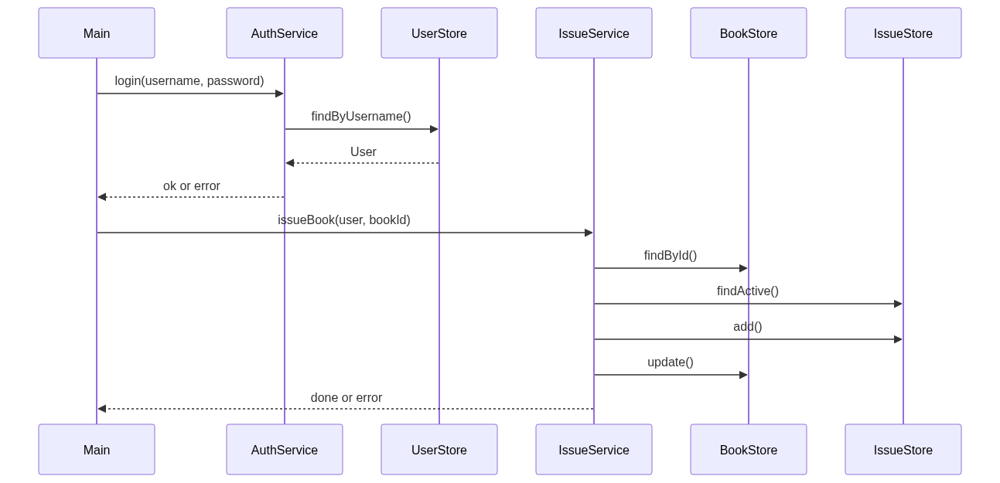 Main
AuthService
UserStore
IssueService
BookStore
IssueStore
login(username, password)
findByUsername()
User
ok or error
issueBook(user, bookId)
findById()
findActive()
add()
update()
done or error
Main
AuthService
UserStore
IssueService
BookStore
IssueStore